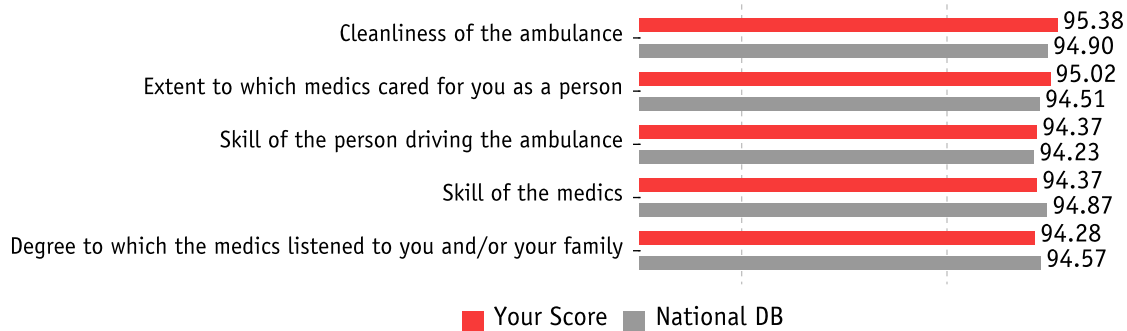 Cleanliness of the ambulance
95.38
94.90
Extent to which medics cared for you as a person
95.02
94.51
Skill of the person driving the ambulance
94.37
94.23
Skill of the medics
94.37
94.87
Degree to which the medics listened to you and/or your family
94.28
94.57
Your Score National DB